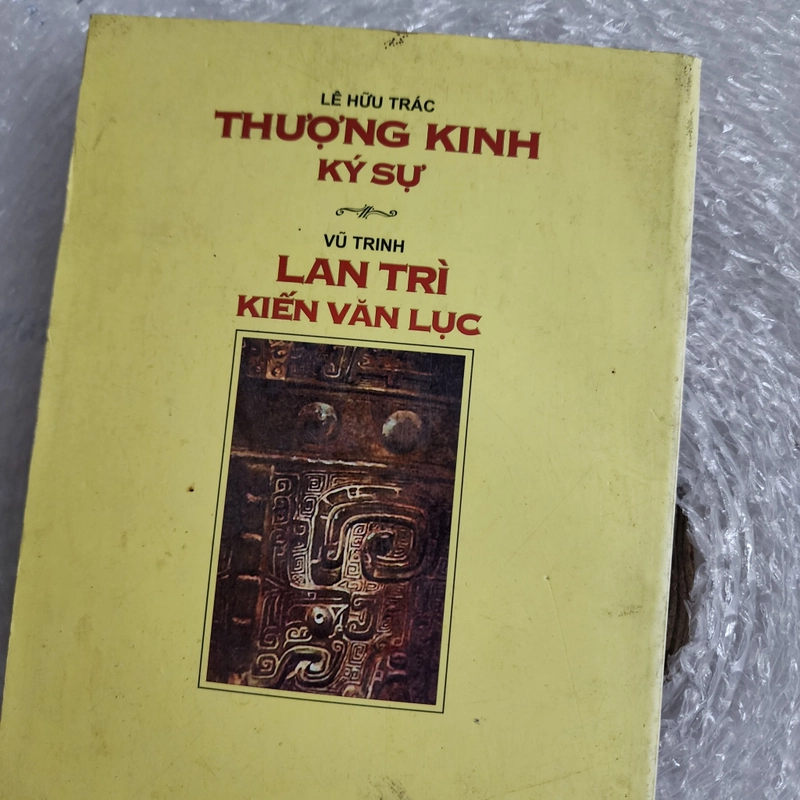 LÊ HỮU TRÁC
THƯỢNG KINH
KÝ SỰ
VŨ TRINH
LAN TRÌ
KIẾN VĂN LỤC